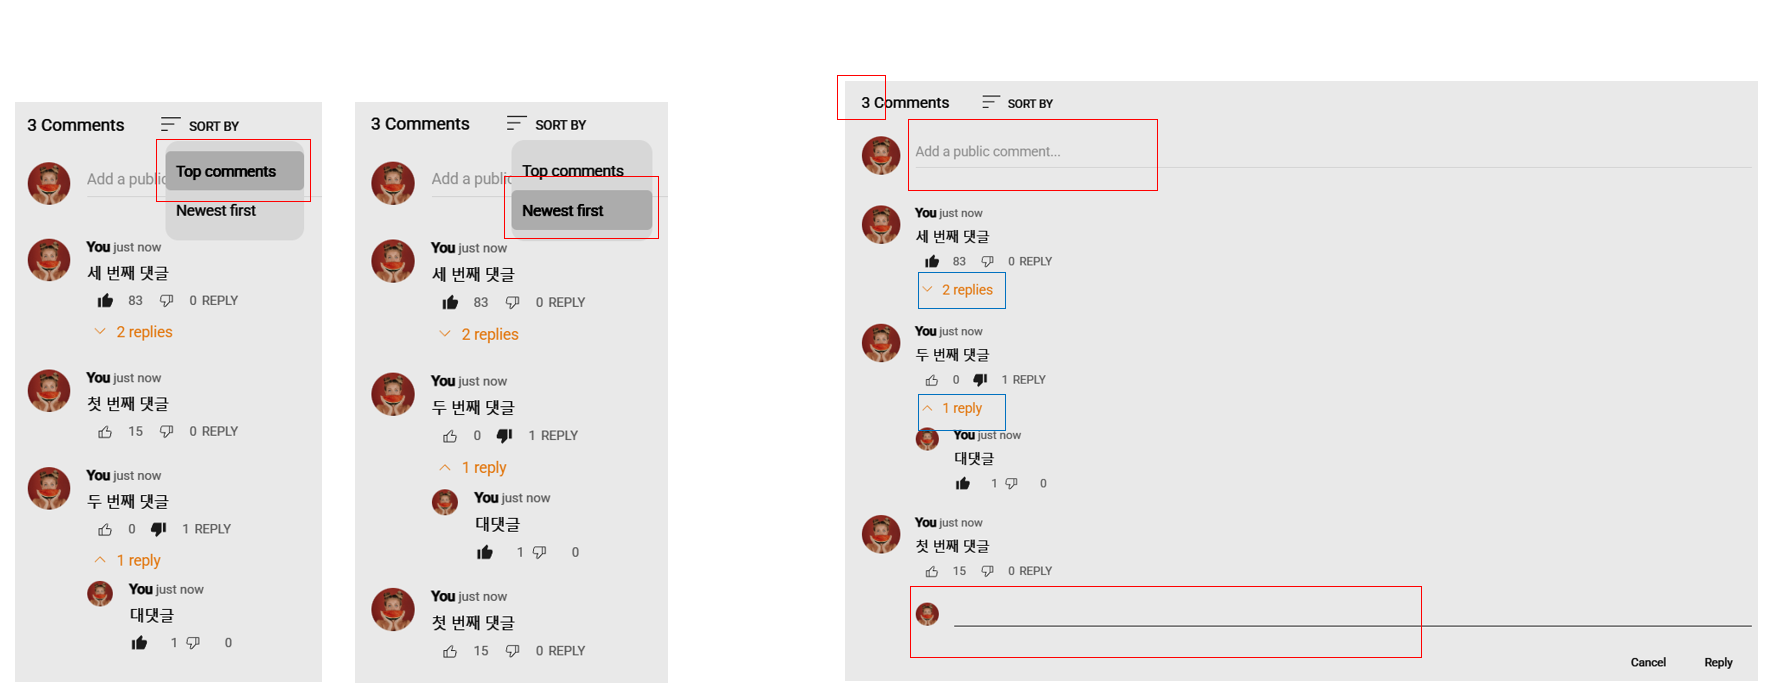 3 Comments
SORT BY
Top comments
Add a public
Newest first
You just now
세 번째 댓글
83 0 REPLY
2 replies
You just now
첫 번째 댓글
15 0 REPLY
You just now
두 번째 댓글
0 1 REPLY
1 reply
You just now
대댓글
1 0
3 Comments
SORT BY
Top comments
Add a public
Newest first
You just now
세 번째 댓글
83 0 REPLY
2 replies
You just now
두 번째 댓글
0 1 REPLY
1 reply
You just now
대댓글
1 0
You just now
첫 번째 댓글
15 0 REPLY
3 Comments
SORT BY
Add a public comment...
You just now
세 번째 댓글
83 0 REPLY
2 replies
You just now
두 번째 댓글
0 1 REPLY
1 reply
You just now
대댓글
1 0
You just now
첫 번째 댓글
15 0 REPLY
Cancel Reply